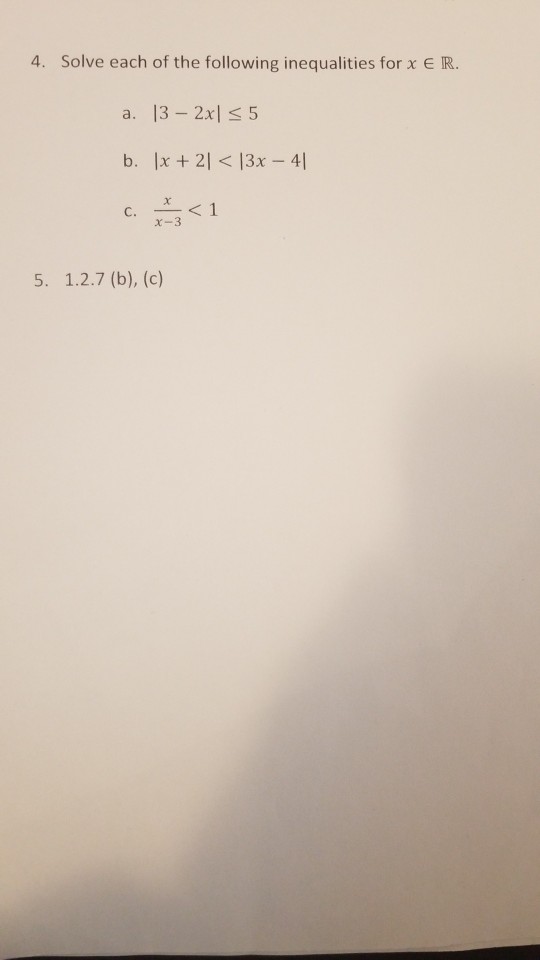 4. Solve each of the following inequalities for x ∈ ℝ.
a. |3 − 2x| ≤ 5
b. |x + 2| < |3x − 4|
c. x/(x−3) < 1
5. 1.2.7 (b), (c)